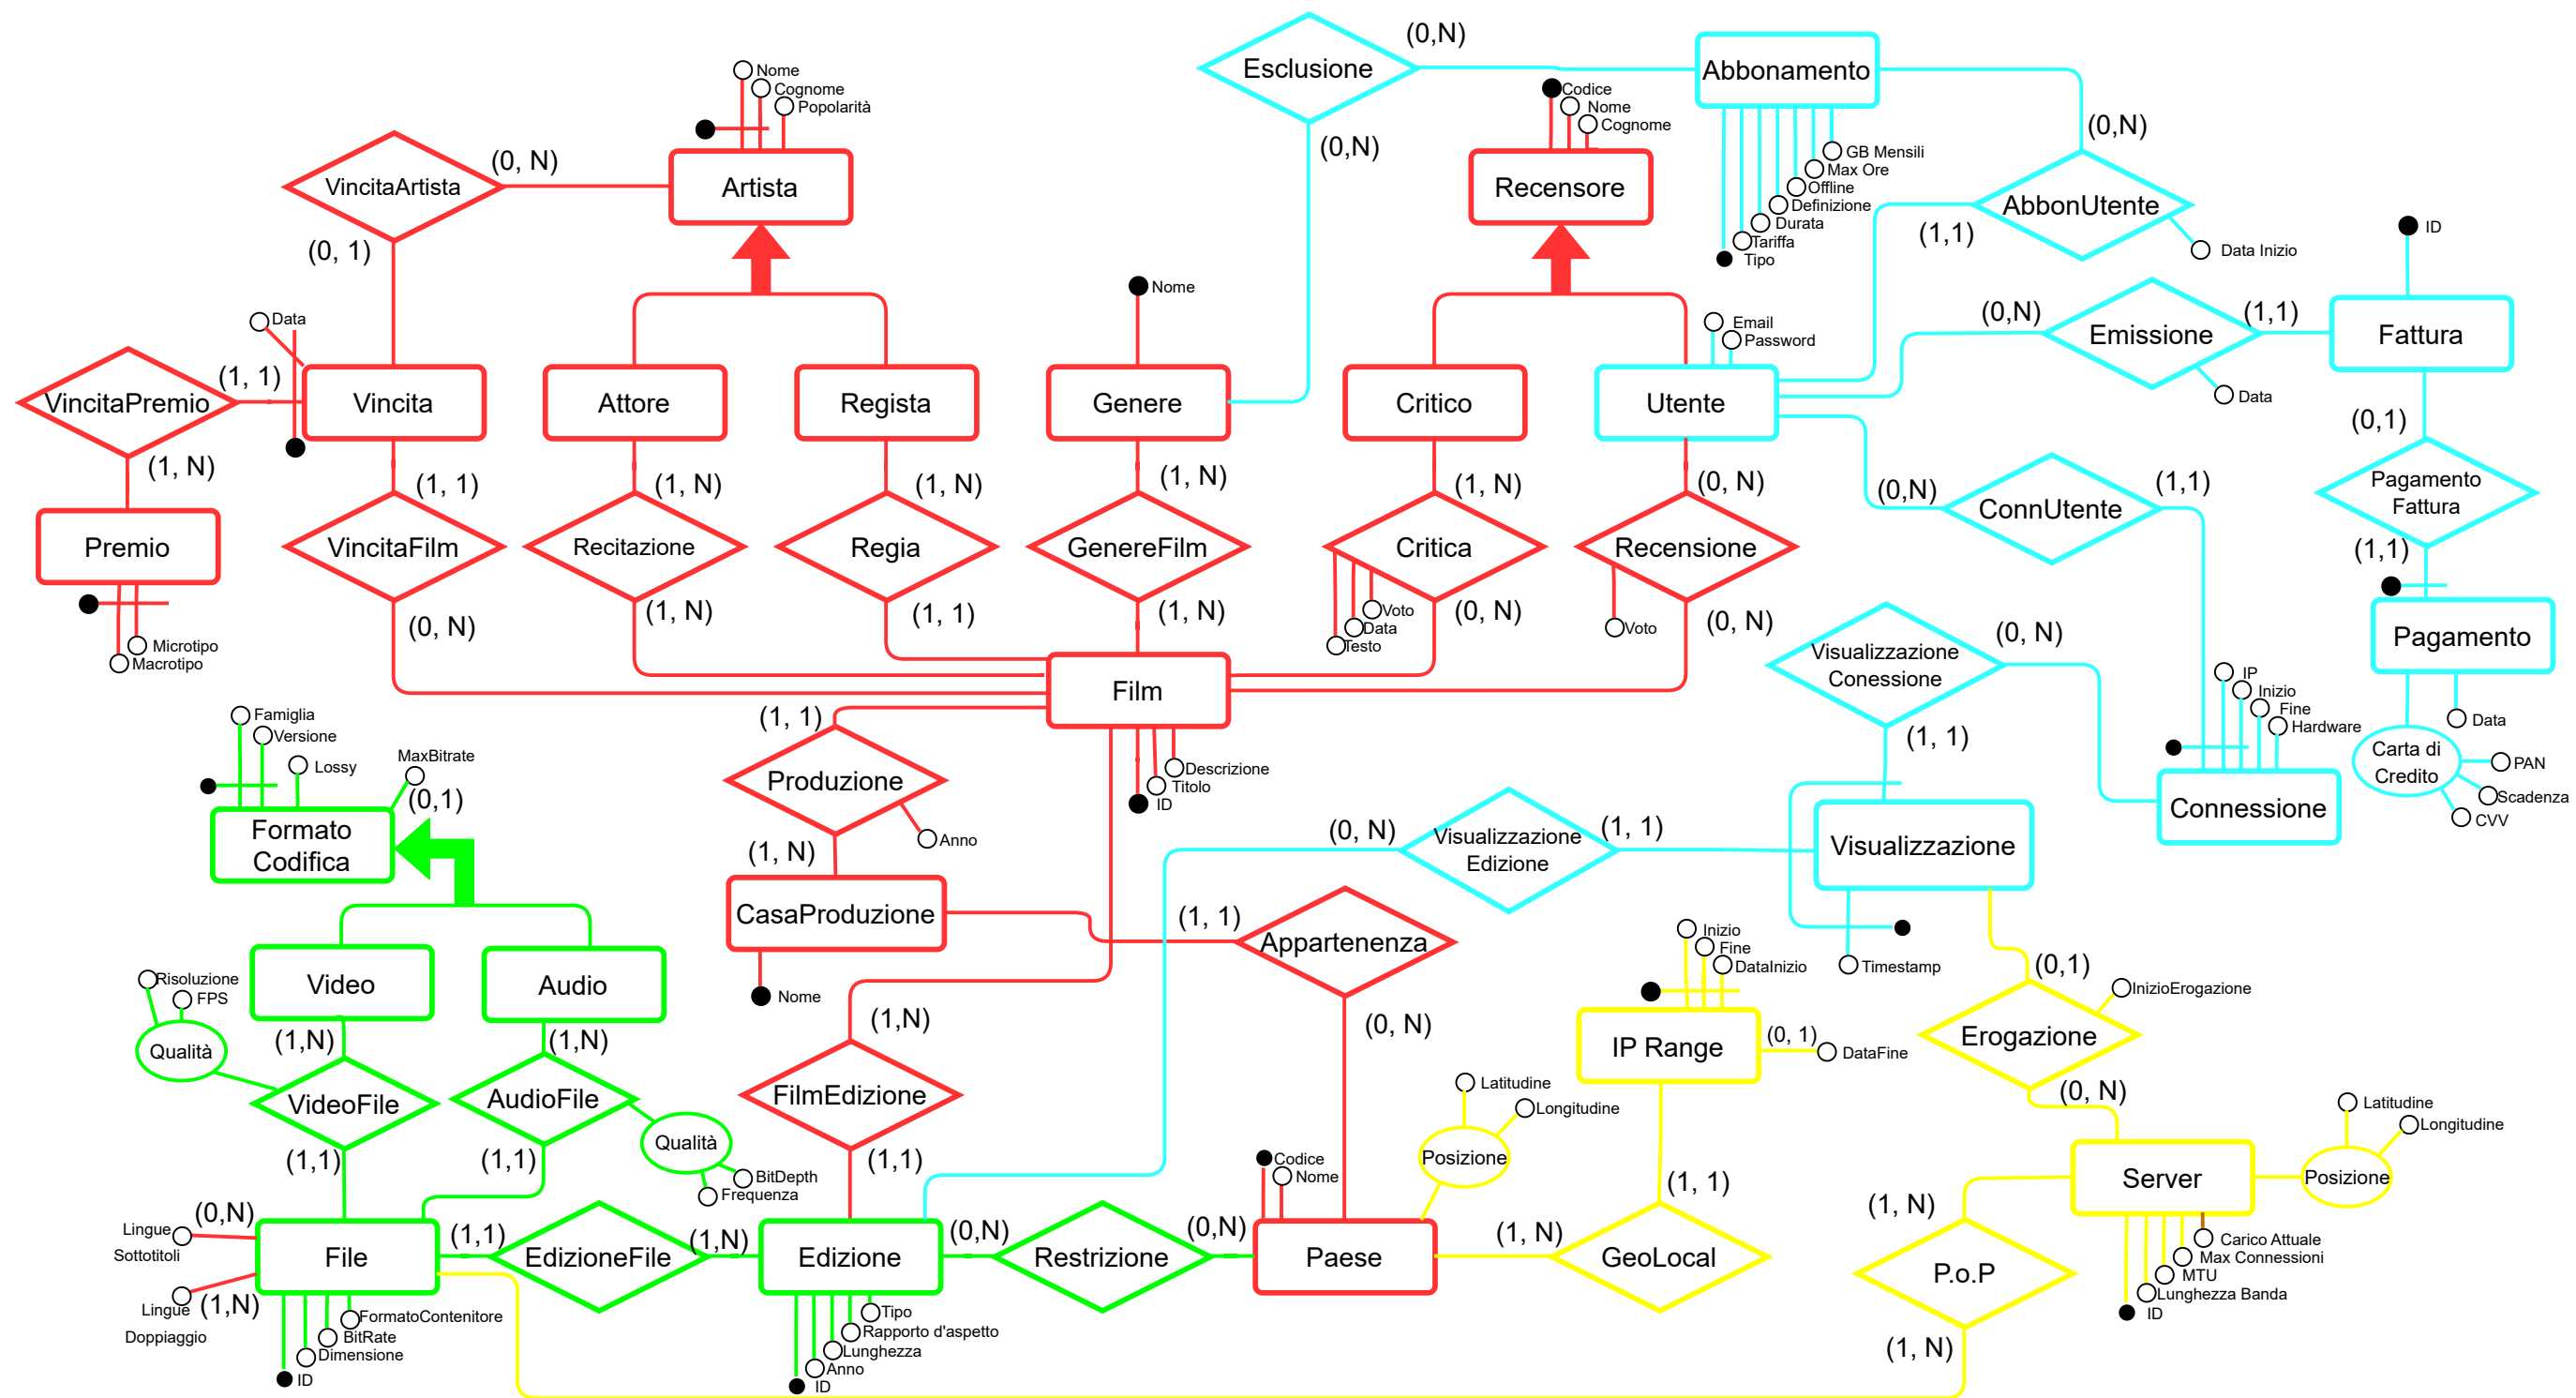 Esclusione
(0,N)
Abbonamento
(0,N)
(0,N)
GB Mensili
Max Ore
Offline
Definizione
Durata
Tariffa
Tipo
AbbonUtente
(1,1)
Data Inizio
Nome
Cognome
Popolarità
Artista
VincitaArtista
(0, N)
(0, 1)
Codice
Nome
Cognome
Recensore
ID
Fattura
(1,1)
Emissione
(0,N)
Data
(0,1)
Pagamento
Fattura
(1,1)
Pagamento
Data
Carta di
Credito
PAN
Scadenza
CVV
Data
VincitaPremio
(1, 1)
Vincita
(1, N)
Premio
Microtipo
Macrotipo
(1, 1)
VincitaFilm
(0, N)
Attore
(1, N)
Recitazione
(1, N)
Regista
(1, N)
Regia
(1, 1)
Nome
Genere
(1, N)
GenereFilm
(1, N)
Critico
(1, N)
Critica
(0, N)
Voto
Data
Testo
Email
Password
Utente
(0, N)
Recensione
(0, N)
Voto
(0,N)
ConnUtente
(1,1)
Visualizzazione
Conessione
(0, N)
(1, 1)
IP
Inizio
Fine
Hardware
Connessione
Film
Descrizione
Titolo
ID
(1, 1)
Produzione
Anno
(1, N)
CasaProduzione
Nome
(1, 1)
Appartenenza
(0, N)
(0, N)
Visualizzazione
Edizione
(1, 1)
Visualizzazione
Timestamp
Famiglia
Versione
Lossy
MaxBitrate
(0,1)
Formato
Codifica
Video
Audio
Risoluzione
FPS
Qualità
(1,N)
VideoFile
(1,1)
(1,N)
AudioFile
(1,1)
Qualità
BitDepth
Frequenza
(1,N)
FilmEdizione
(1,1)
Inizio
Fine
DataInizio
IP Range
(0, 1)
DataFine
(0,1)
InizioErogazione
Erogazione
(0, N)
Latitudine
Longitudine
Posizione
Server
Carico Attuale
Max Connessioni
MTU
Lunghezza Banda
ID
(1, N)
P.o.P
(1, N)
Latitudine
Longitudine
Posizione
(1, 1)
GeoLocal
(1, N)
Codice
Nome
Paese
(0,N)
Restrizione
(0,N)
Edizione
Tipo
Rapporto d'aspetto
Lunghezza
Anno
ID
(1,N)
EdizioneFile
(1,1)
File
(0,N)
Lingue
Sottotitoli
(1,N)
Lingue
Doppiaggio
FormatoContenitore
BitRate
Dimensione
ID